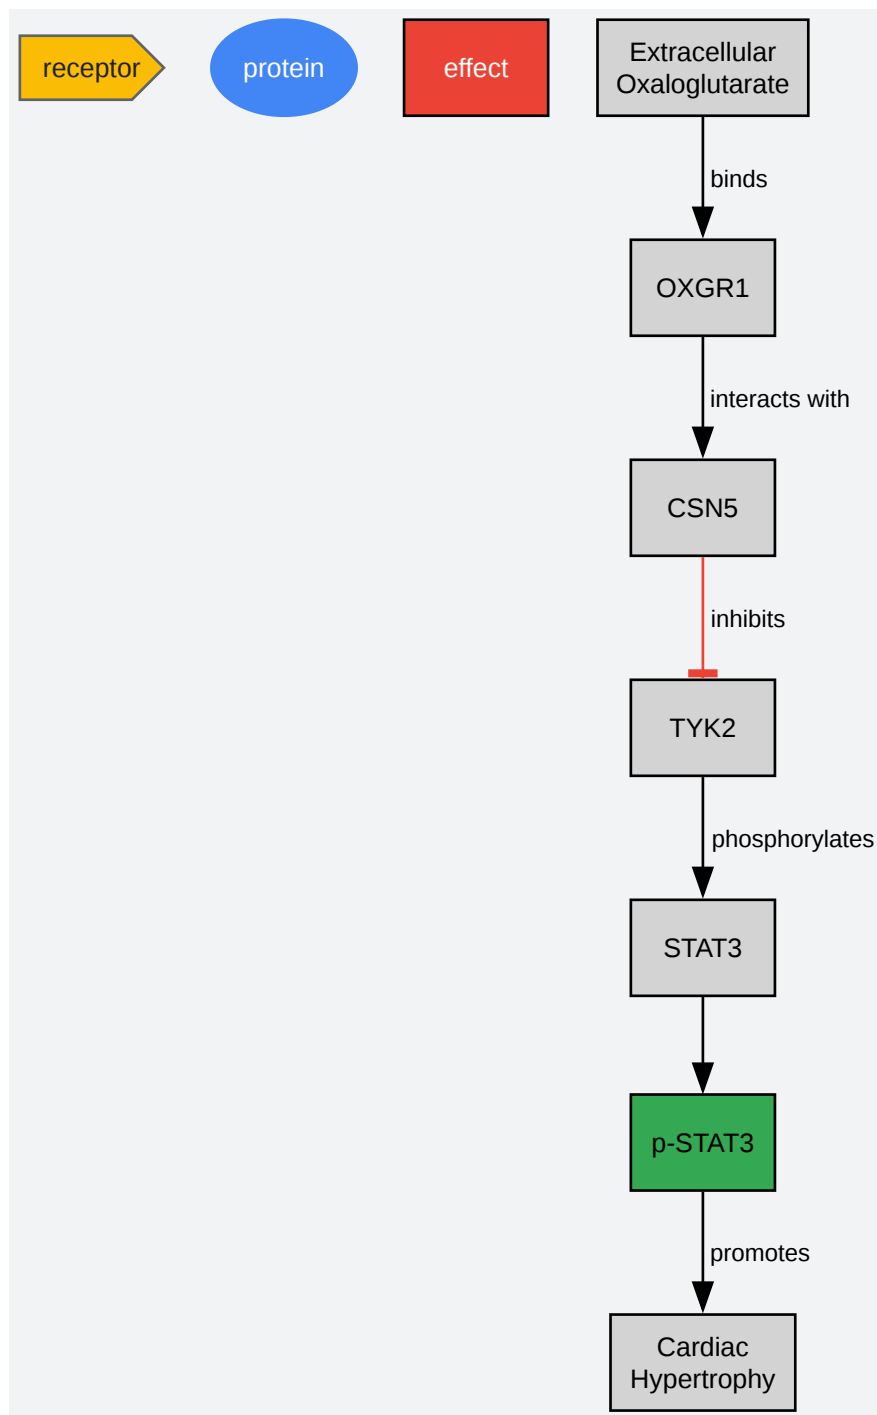 receptor
protein
effect
Extracellular
Oxaloglutarate
binds
OXGR1
interacts with
CSN5
inhibits
TYK2
phosphorylates
STAT3
p-STAT3
promotes
Cardiac
Hypertrophy